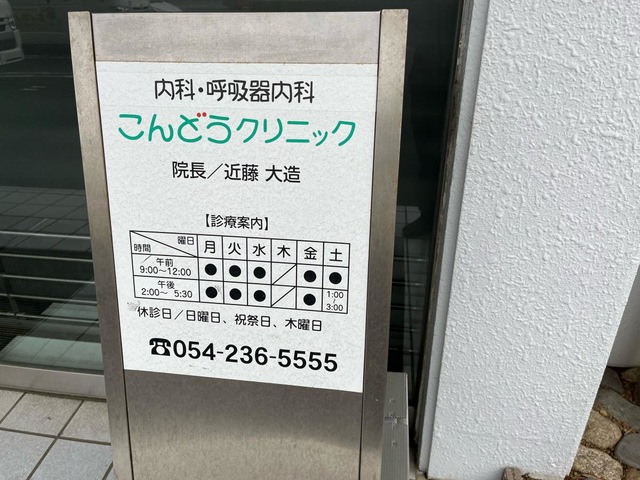 内科・呼吸器内科
こんどうクリニック
院長／近藤 大造
【診療案内】
時間 曜日 月 火 水 木 金 土
午前 9:00〜12:00 ● ● ● ／ ● ●
午後 2:00〜 5:30 ● ● ● ／ ● 1:00〜3:00
休診日／日曜日、祝祭日、木曜日
☎054-236-5555